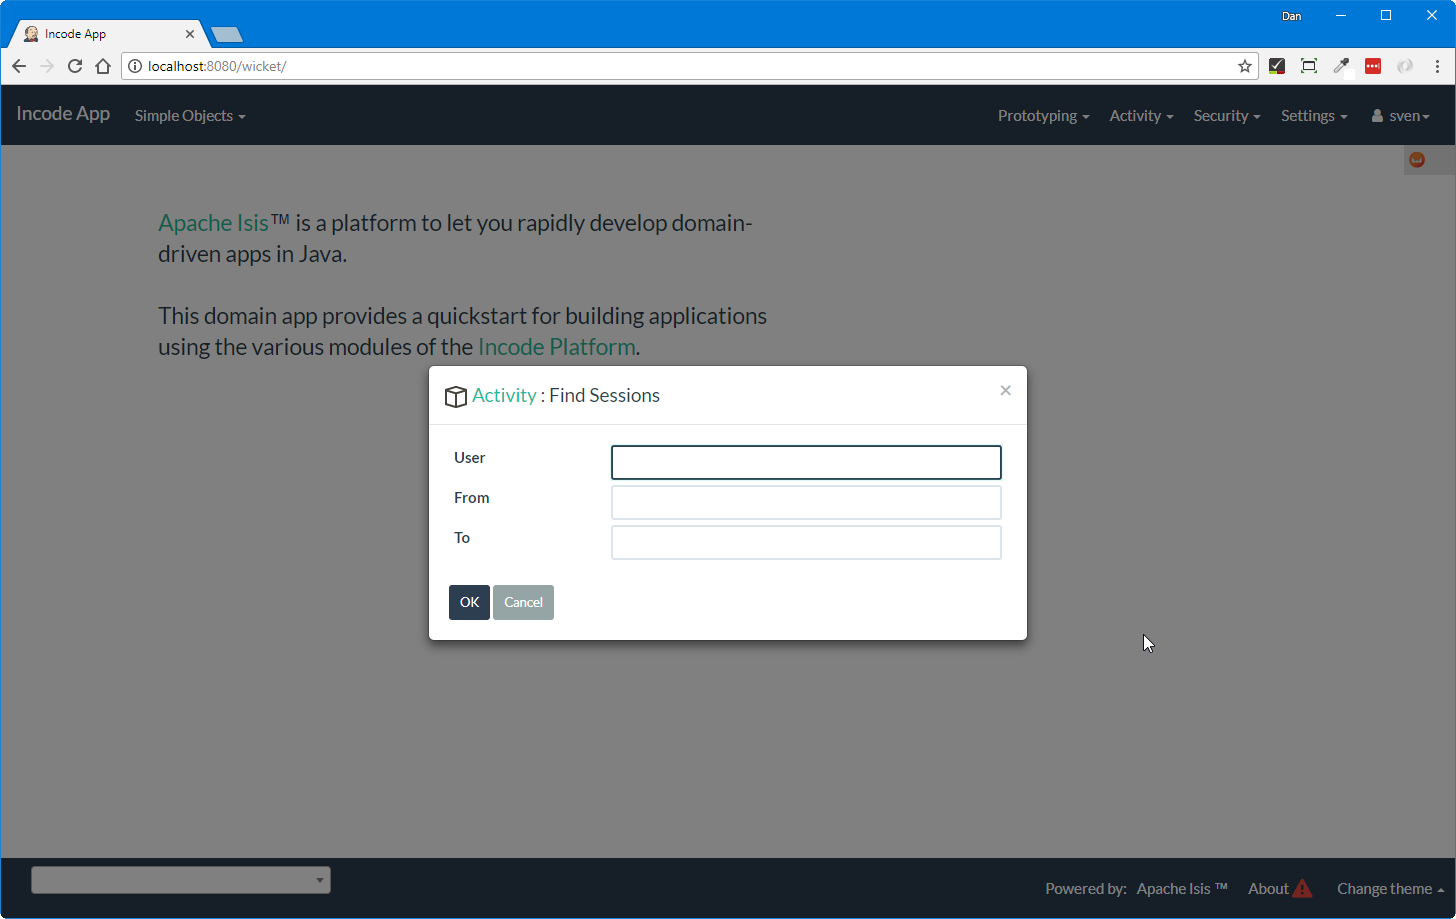 Dan
Incode App
localhost:8080/wicket/
Incode App Simple Objects Prototyping Activity Security Settings sven
Apache Isis™ is a platform to let you rapidly develop domain-
driven apps in Java.
This domain app provides a quickstart for building applications
using the various modules of the Incode Platform.
Activity : Find Sessions
User
From
To
OK Cancel
Powered by: Apache Isis ™ About Change theme